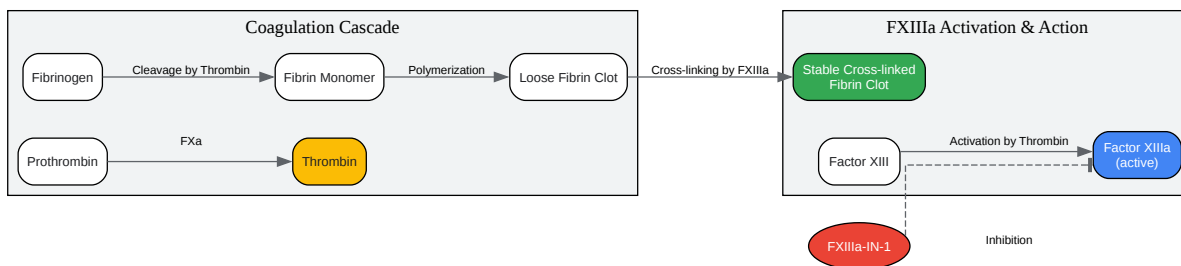 Coagulation Cascade
Fibrinogen
Cleavage by Thrombin
Fibrin Monomer
Polymerization
Loose Fibrin Clot
Prothrombin
FXa
Thrombin
Cross-linking by FXIIIa
FXIIIa Activation & Action
Stable Cross-linked
Fibrin Clot
Factor XIII
Activation by Thrombin
Factor XIIIa
(active)
FXIIIa-IN-1
Inhibition